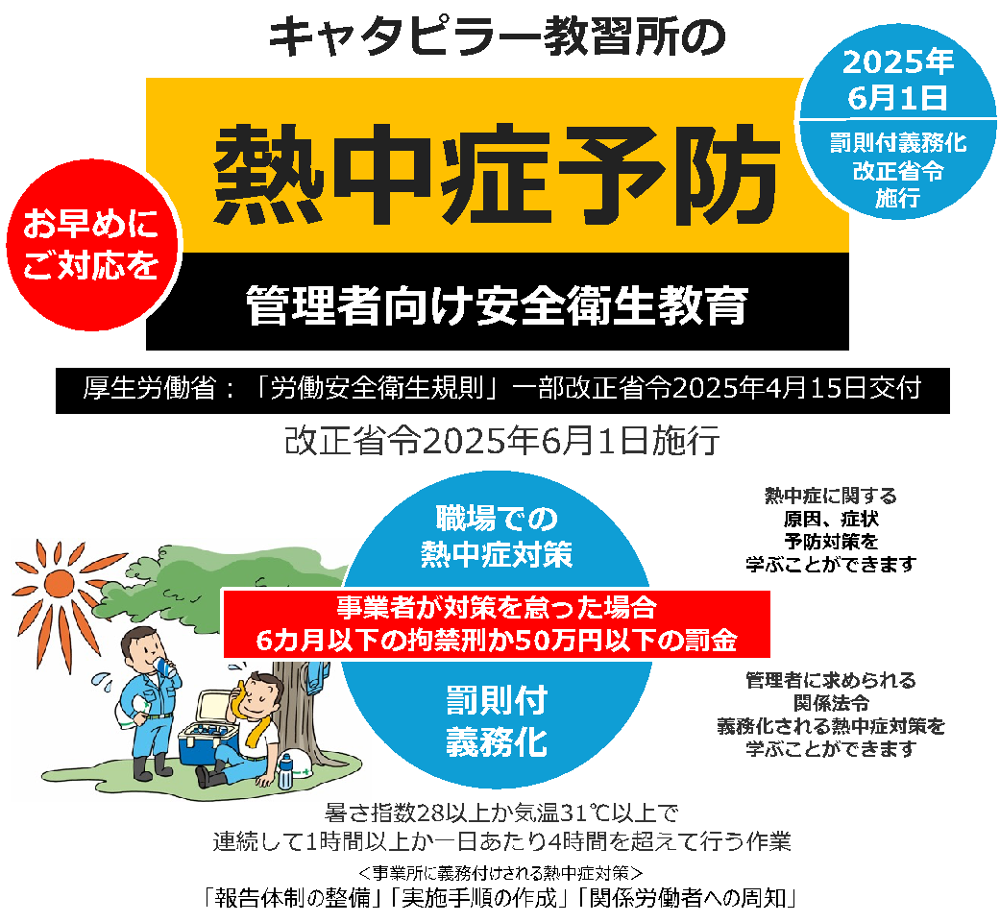 キャタピラー教習所の
熱中症予防
2025年
6月1日
罰則付義務化
改正省令
施行
お早めに
ご対応を
管理者向け安全衛生教育
厚生労働省：「労働安全衛生規則」一部改正省令2025年4月15日交付
改正省令2025年6月1日施行
職場での
熱中症対策
熱中症に関する
原因、症状
予防対策を
学ぶことができます
事業者が対策を怠った場合
6カ月以下の拘禁刑か50万円以下の罰金
罰則付
義務化
管理者に求められる
関係法令
義務化される熱中症対策を
学ぶことができます
暑さ指数28以上か気温31℃以上で
連続して1時間以上か一日あたり4時間を超えて行う作業
＜事業所に義務付けされる熱中症対策＞
「報告体制の整備」「実施手順の作成」「関係労働者への周知」